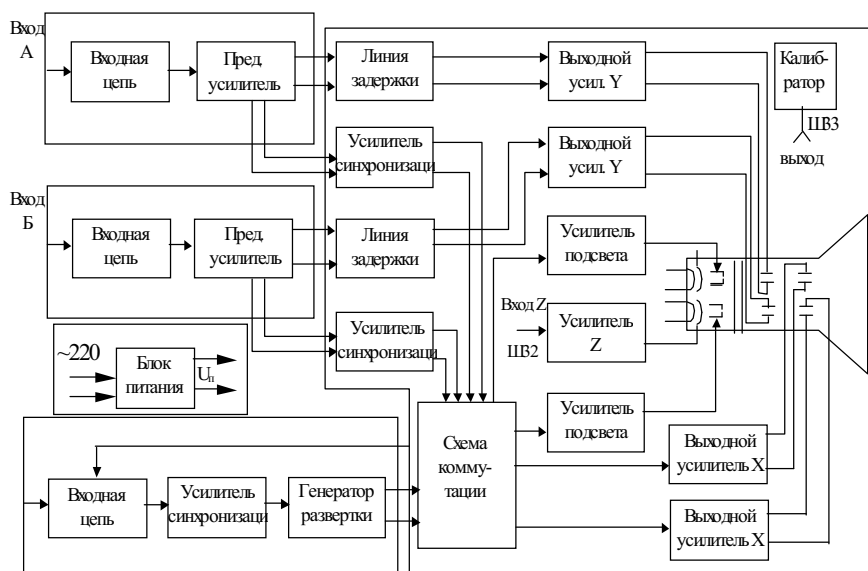 Вход
А
Входная
цепь
Пред.
усилитель
Линия
задержки
Выходной
усил. Y
Калиб-
ратор
Ш33
выход
Усилитель
синхронизаци
Выходной
усил. Y
Вход
Б
Входная
цепь
Пред.
усилитель
Линия
задержки
Усилитель
подсвета
Вход Z
Ш32
Усилитель
Z
~220
Блок
питания
Uп
Усилитель
синхронизаци
Усилитель
подсвета
Схема
комму-
тации
Выходной
усилитель X
Входная
цепь
Усилитель
синхронизаци
Генератор
развертки
Выходной
усилитель X